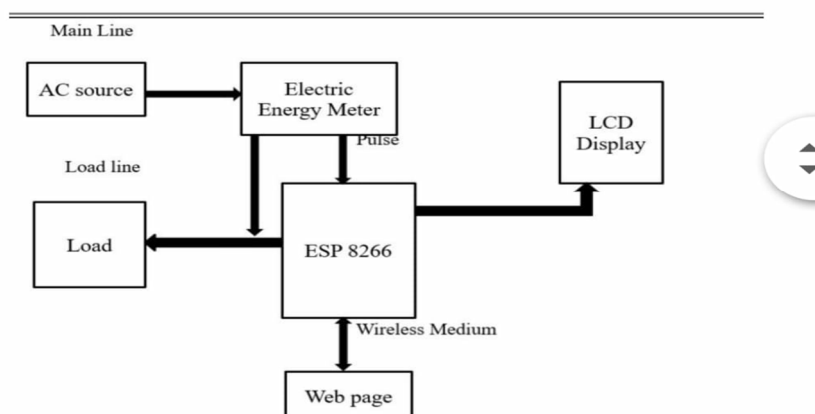 Main Line
AC source
Electric
Energy Meter
LCD
Display
Pulse
Load line
Load
ESP 8266
Wireless Medium
Web page